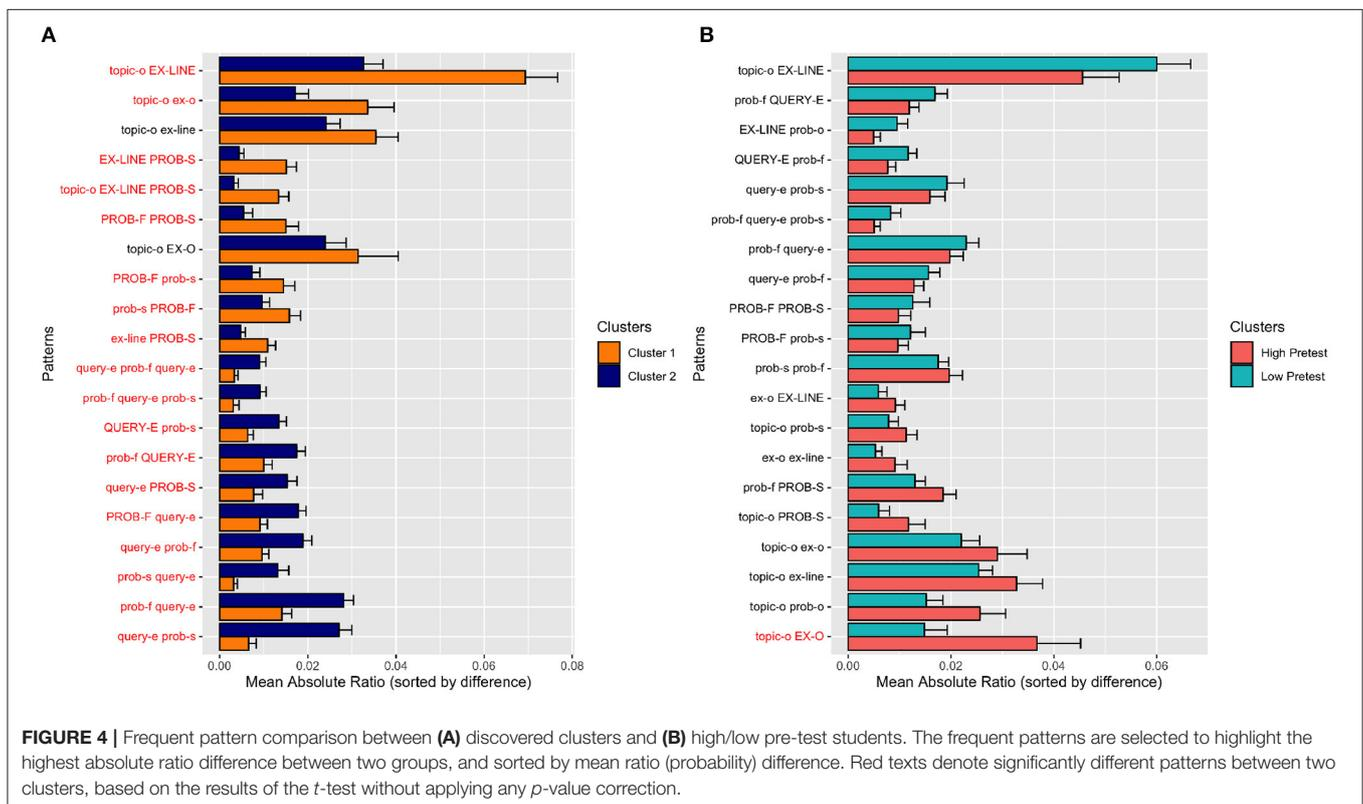 A
topic-o EX-LINE
topic-o ex-o
topic-o ex-line
EX-LINE PROB-S
topic-o EX-LINE PROB-S
PROB-F PROB-S
topic-o EX-O
PROB-F prob-s
prob-s PROB-F
ex-line PROB-S
query-e prob-f query-e
prob-f query-e prob-s
QUERY-E prob-s
prob-f QUERY-E
query-e PROB-S
PROB-F query-e
query-e prob-f
prob-s query-e
prob-f query-e
query-e prob-s
Patterns
0.00 0.02 0.04 0.06 0.08
Mean Absolute Ratio (sorted by difference)
Clusters
Cluster 1
Cluster 2
B
topic-o EX-LINE
prob-f QUERY-E
EX-LINE prob-o
QUERY-E prob-f
query-e prob-s
prob-f query-e prob-s
prob-f query-e
query-e prob-f
PROB-F PROB-S
PROB-F prob-s
prob-s prob-f
ex-o EX-LINE
topic-o prob-s
ex-o ex-line
prob-f PROB-S
topic-o PROB-S
topic-o ex-o
topic-o ex-line
topic-o prob-o
topic-o EX-O
Patterns
0.00 0.02 0.04 0.06
Mean Absolute Ratio (sorted by difference)
Clusters
High Pretest
Low Pretest
FIGURE 4 | Frequent pattern comparison between (A) discovered clusters and (B) high/low pre-test students. The frequent patterns are selected to highlight the
highest absolute ratio difference between two groups, and sorted by mean ratio (probability) difference. Red texts denote significantly different patterns between two
clusters, based on the results of the t-test without applying any p-value correction.